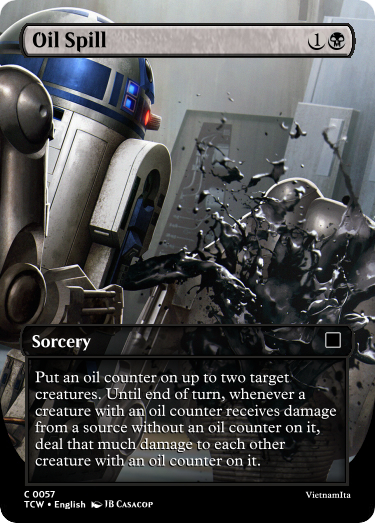 Oil Spill 1
Sorcery
Put an oil counter on up to two target
creatures. Until end of turn, whenever a
creature with an oil counter receives damage
from a source without an oil counter on it,
deal that much damage to each other
creature with an oil counter on it.
C 0057
TCW • English JB Casacop
VietnamIta